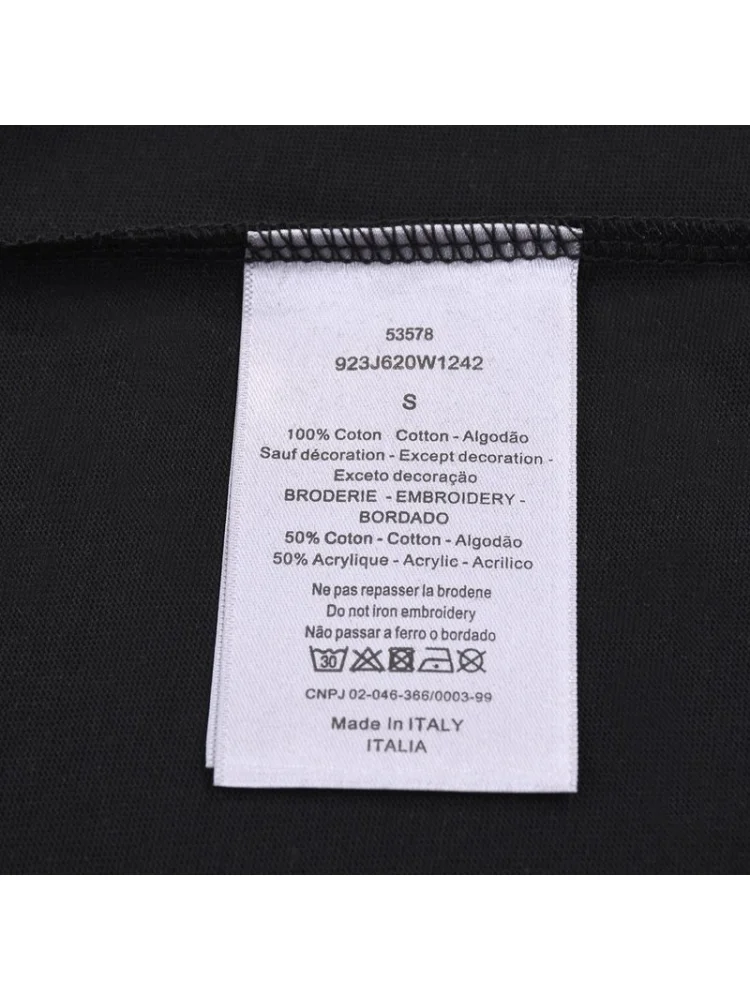 53578
923J620W1242
S
100% Coton Cotton - Algodão
Sauf décoration - Except decoration -
Exceto decoração
BRODERIE - EMBROIDERY -
BORDADO
50% Coton - Cotton - Algodão
50% Acrylique - Acrylic - Acrilico
Ne pas repasser la brodene
Do not iron embroidery
Não passar a ferro o bordado
30
CNPJ 02-046-366/0003-99
Made In ITALY
ITALIA